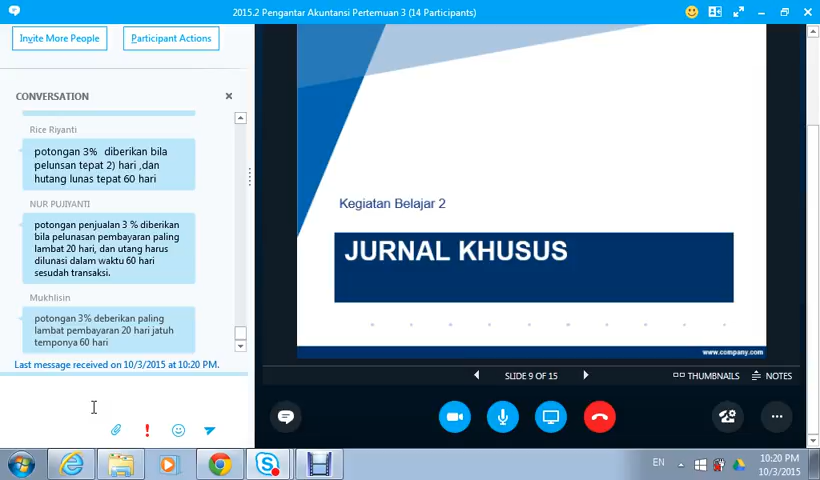 2015.2 Pengantar Akuntansi Pertemuan 3 (14 Participants)
Invite More People
Participant Actions
CONVERSATION
Rice Riyanti
potongan 3%  diberikan bila
pelunsan tepat 2) hari ,dan
hutang lunas tepat 60 hari
NUR PUJIYANTI
potongan penjualan 3 % diberikan
bila pelunasan pembayaran paling
lambat 20 hari, dan utang harus
dilunasi dalam waktu 60 hari
sesudah transaksi.
Mukhlisin
potongan 3% deberikan paling
lambat pembayaran 20 hari jatuh
temponya 60 hari
Last message received on 10/3/2015 at 10:20 PM.
Kegiatan Belajar 2
JURNAL KHUSUS
www.company.com
SLIDE 9 OF 15
THUMBNAILS
NOTES
EN
10:20 PM
10/3/2015